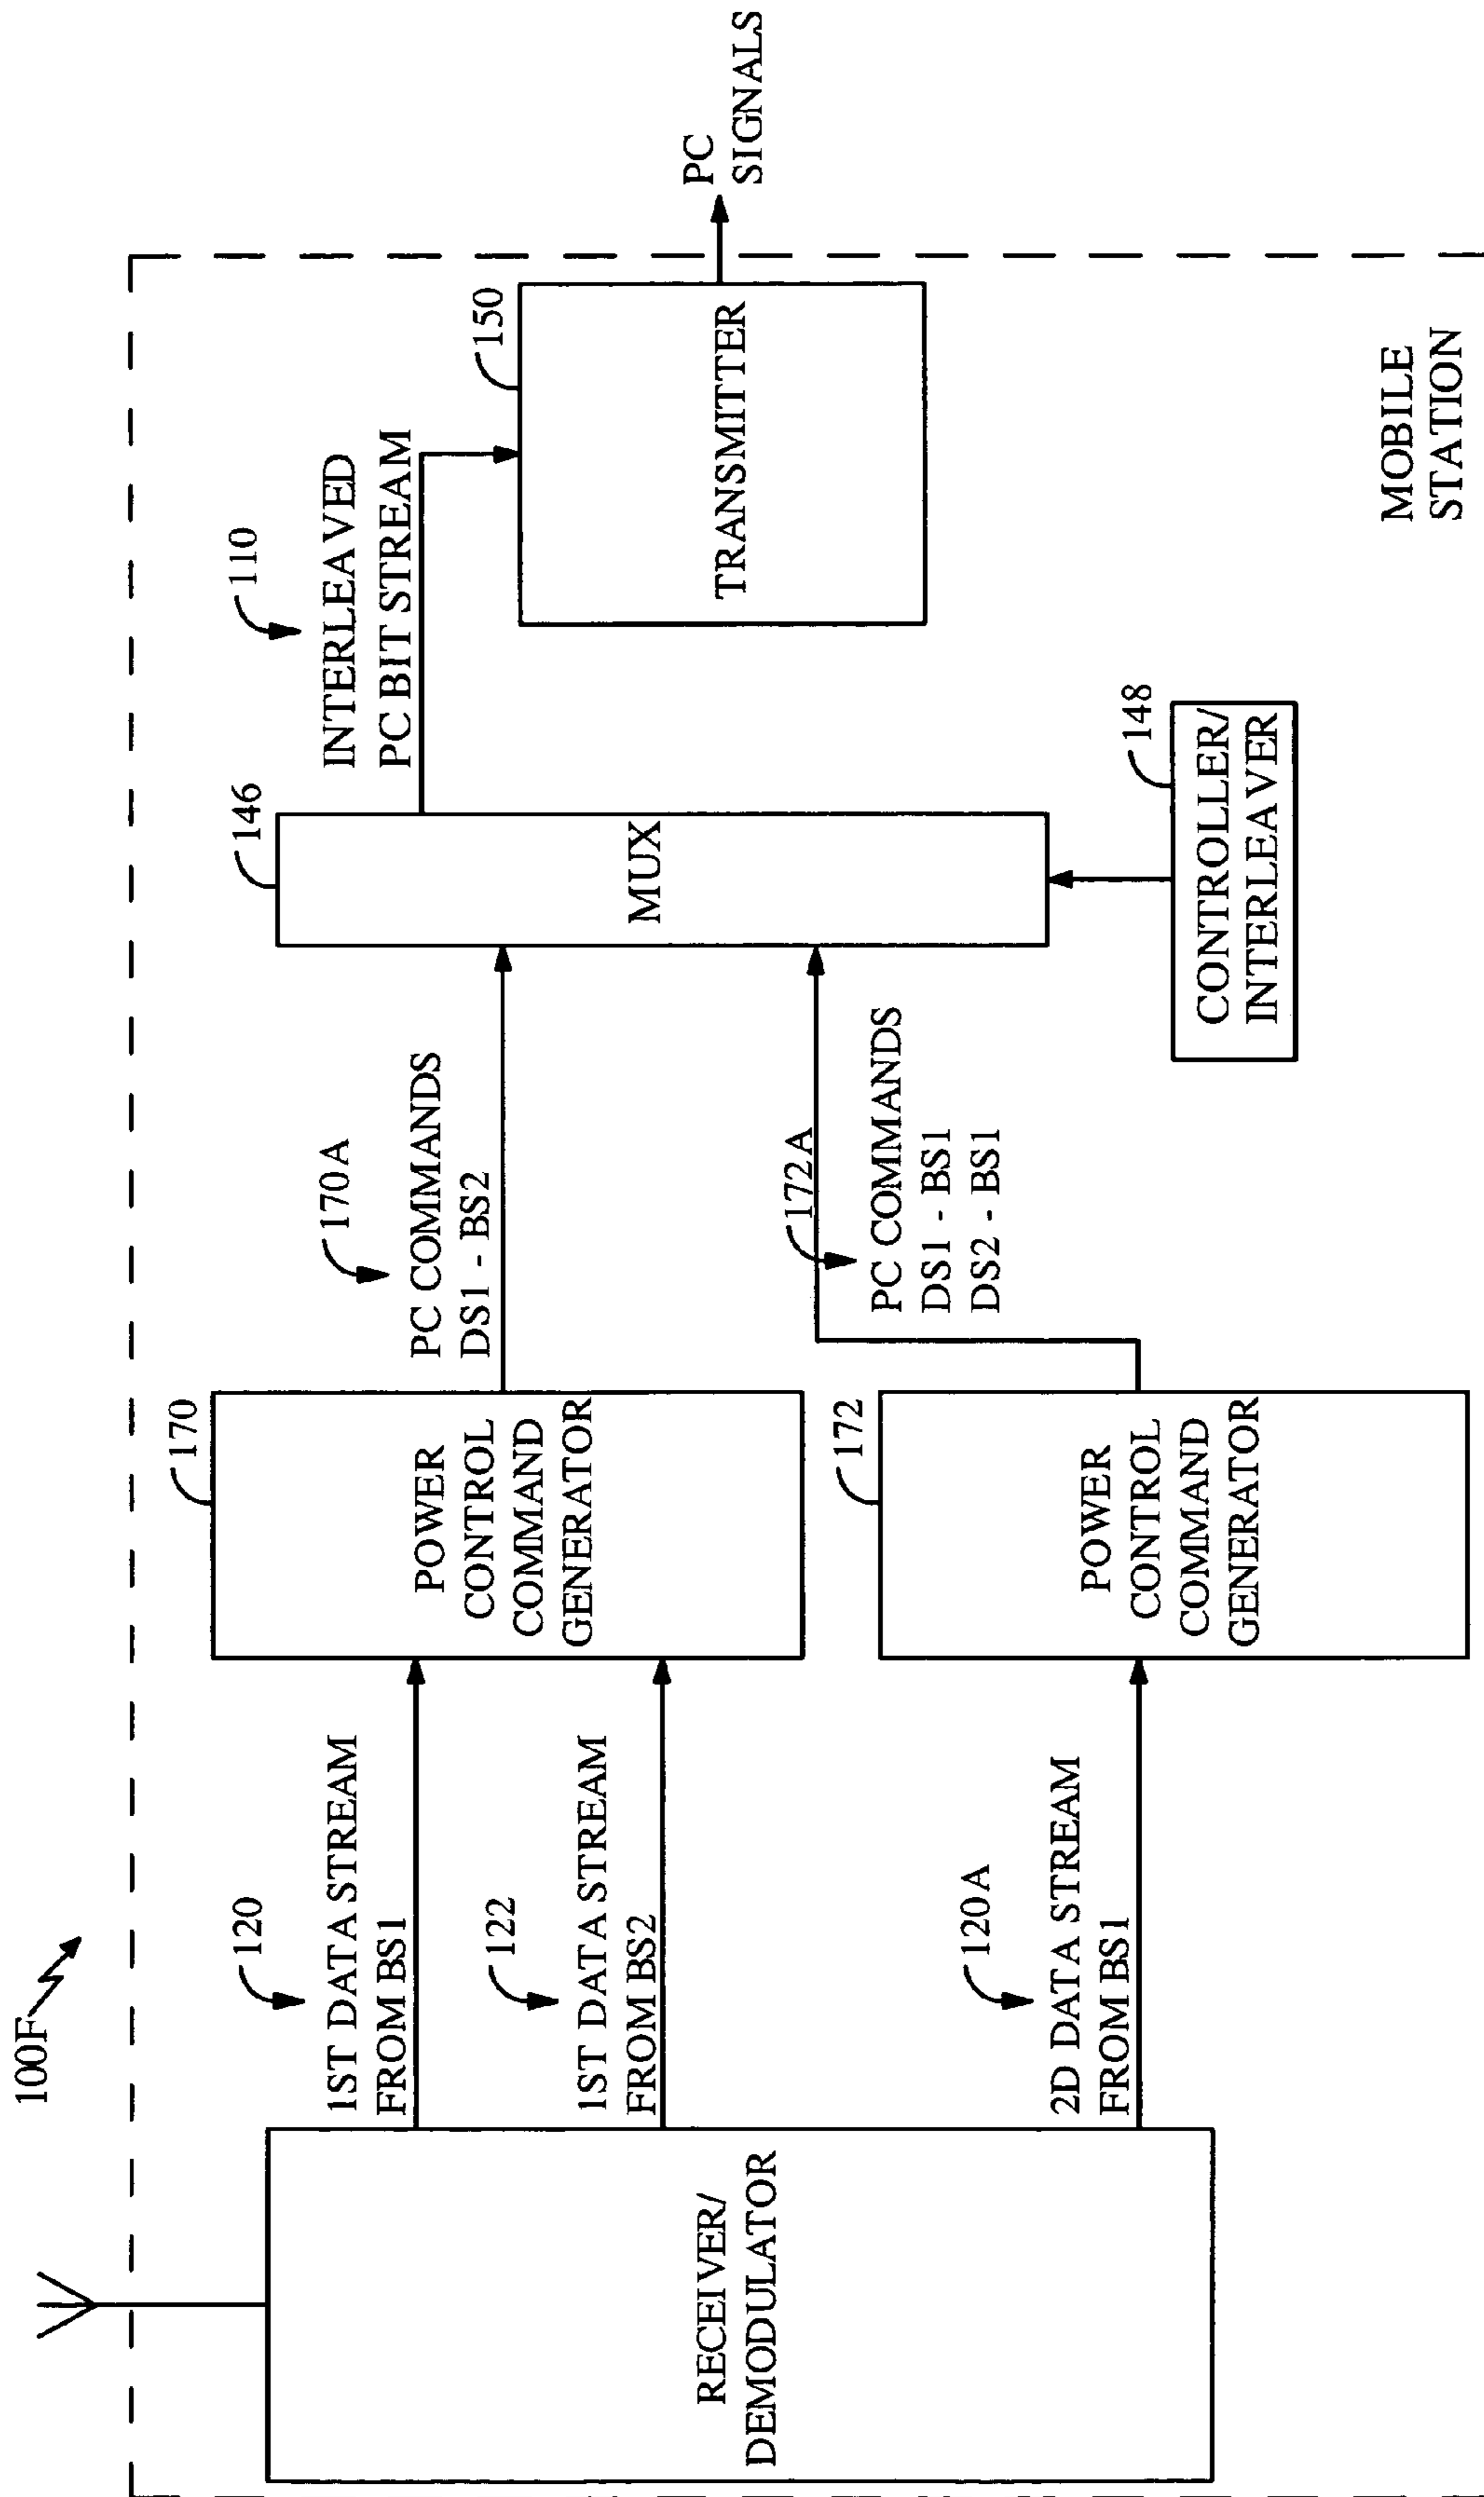 100F
RECEIVER/
DEMODULATOR
120
1ST DATA STREAM
FROM BS1
122
1ST DATA STREAM
FROM BS2
120A
2D DATA STREAM
FROM BS1
170
POWER
CONTROL
COMMAND
GENERATOR
172
POWER
CONTROL
COMMAND
GENERATOR
170A
PC COMMANDS
DS1 - BS2
172A
PC COMMANDS
DS1 - BS1
DS2 - BS1
146
MUX
148
CONTROLLER/
INTERLEAVER
110
INTERLEAVED
PC BIT STREAM
150
TRANSMITTER
MOBILE
STATION
PC
SIGNALS